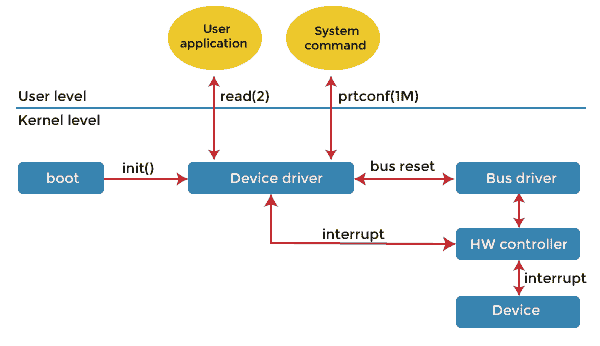 User
application
System
command
User level
read(2)
prtconf(1M)
Kernel level
boot
init()
Device driver
bus reset
Bus driver
interrupt
HW controller
interrupt
Device